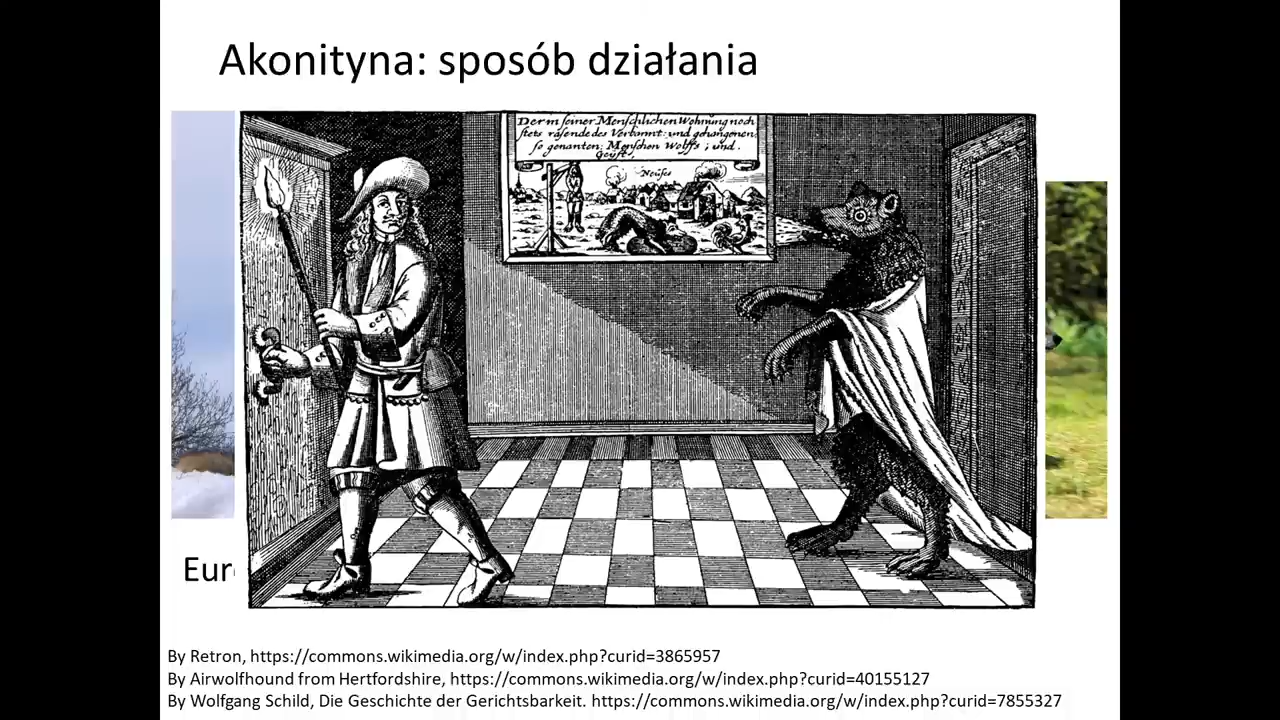 Akonityna: sposób działania
Der in seiner Menschlichen Wohnung noch
stets rasende des Verbannt: und gehangenen
so genanten; Menschen Wolffs; und.
Geÿst,
Neüses
Eur
By Retron, https://commons.wikimedia.org/w/index.php?curid=3865957
By Airwolfhound from Hertfordshire, https://commons.wikimedia.org/w/index.php?curid=40155127
By Wolfgang Schild, Die Geschichte der Gerichtsbarkeit. https://commons.wikimedia.org/w/index.php?curid=7855327